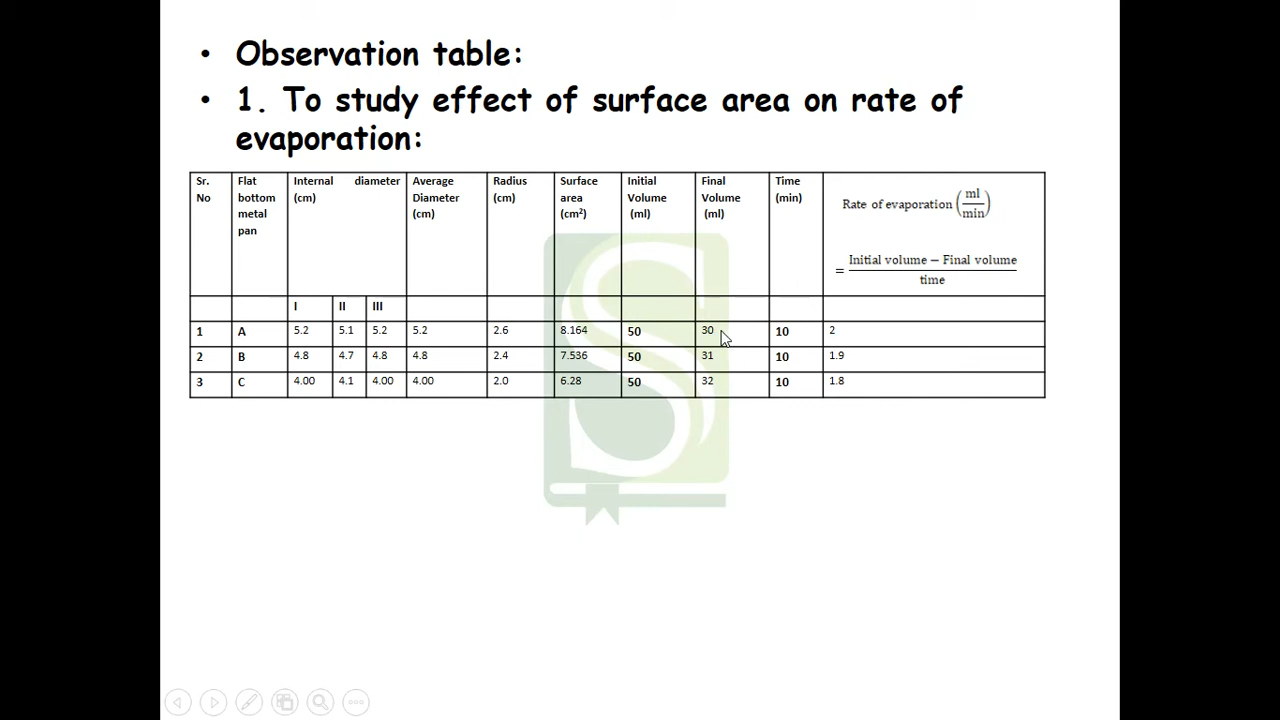 • Observation table:
• 1. To study effect of surface area on rate of
evaporation:
Sr. No | Flat bottom metal pan | Internal diameter (cm) | Average Diameter (cm) | Radius (cm) | Surface area (cm²) | Initial Volume (ml) | Final Volume (ml) | Time (min) | Rate of evaporation (ml/min) = Initial volume − Final volume / time
I II III
1 A 5.2 5.1 5.2 5.2 2.6 8.164 50 30 10 2
2 B 4.8 4.7 4.8 4.8 2.4 7.536 50 31 10 1.9
3 C 4.00 4.1 4.00 4.00 2.0 6.28 50 32 10 1.8